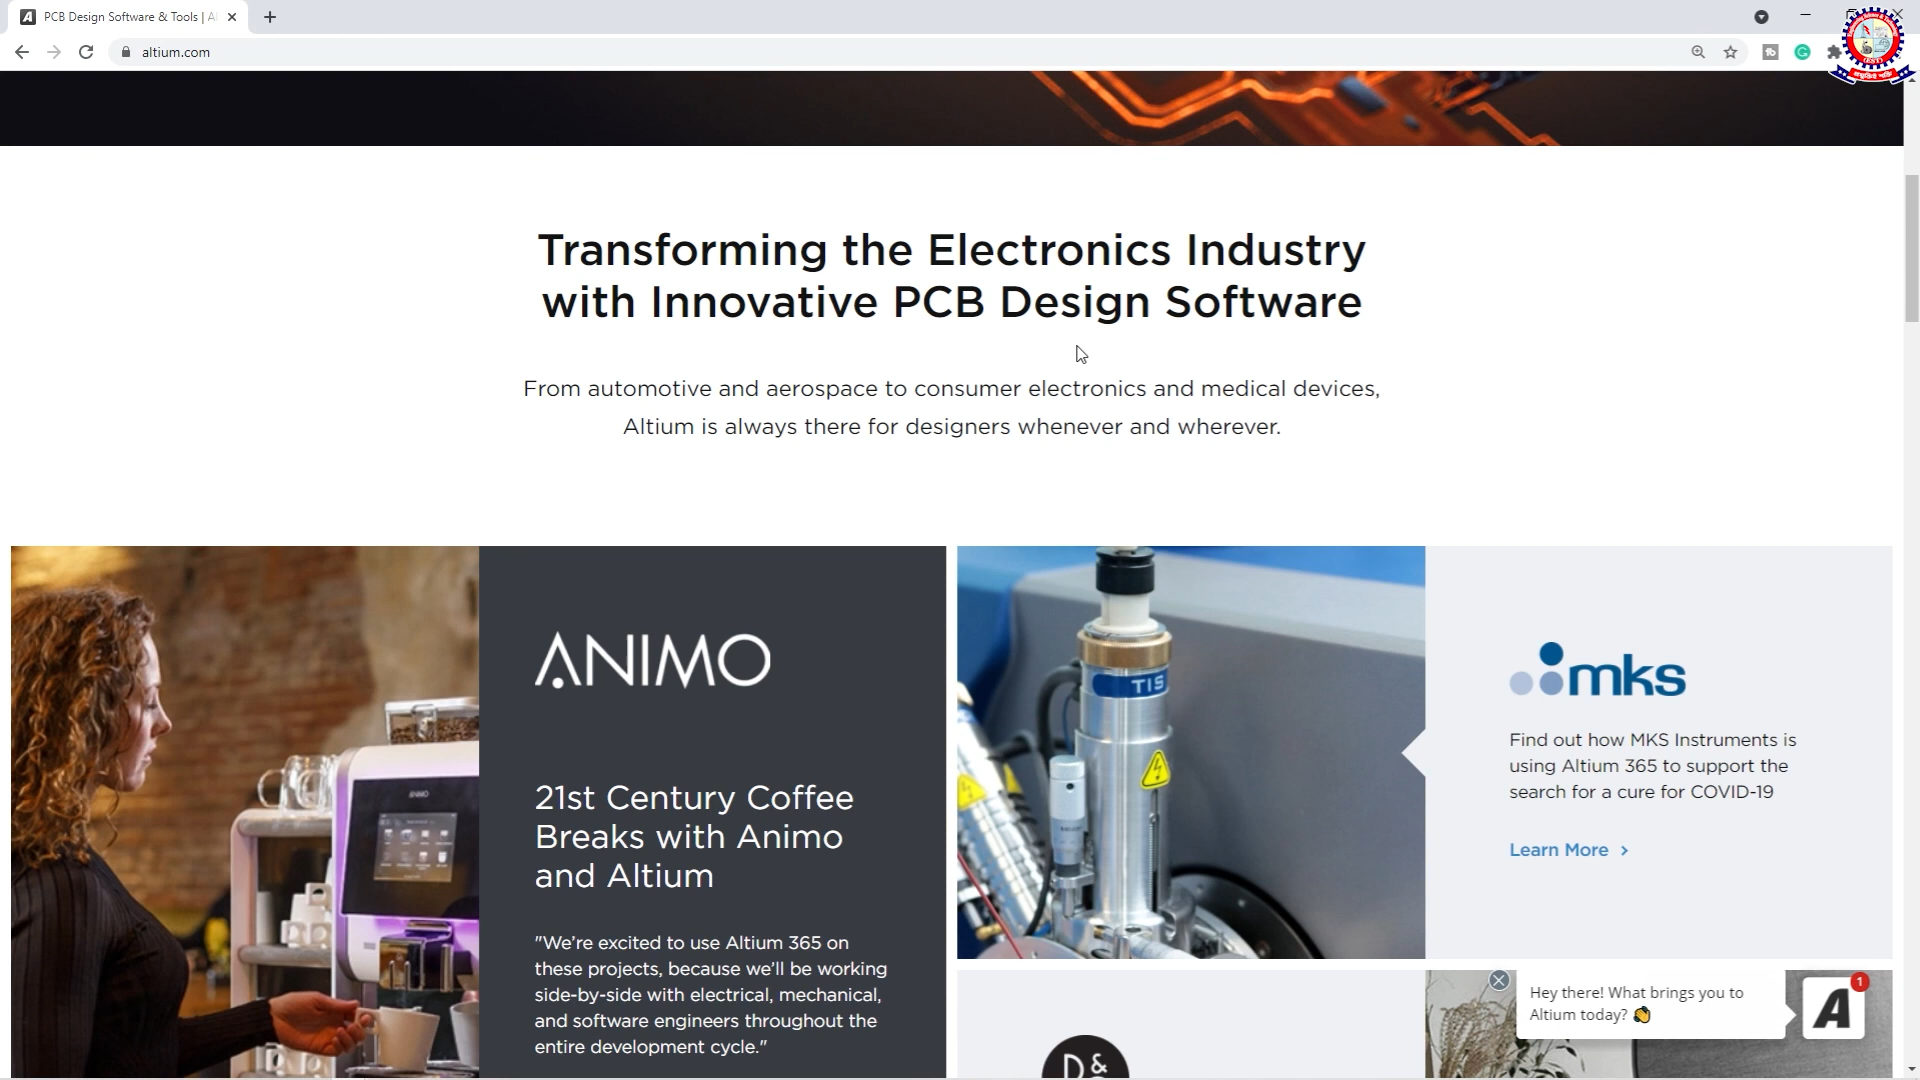 PCB Design Software & Tools | Al
altium.com
Transforming the Electronics Industry
with Innovative PCB Design Software
From automotive and aerospace to consumer electronics and medical devices,
Altium is always there for designers whenever and wherever.
ANIMO
21st Century Coffee
Breaks with Animo
and Altium
"We're excited to use Altium 365 on
these projects, because we'll be working
side-by-side with electrical, mechanical,
and software engineers throughout the
entire development cycle."
ANIMO
TIS
mks
Find out how MKS Instruments is
using Altium 365 to support the
search for a cure for COVID-19
Learn More
D &
Hey there! What brings you to
Altium today? 👏
1